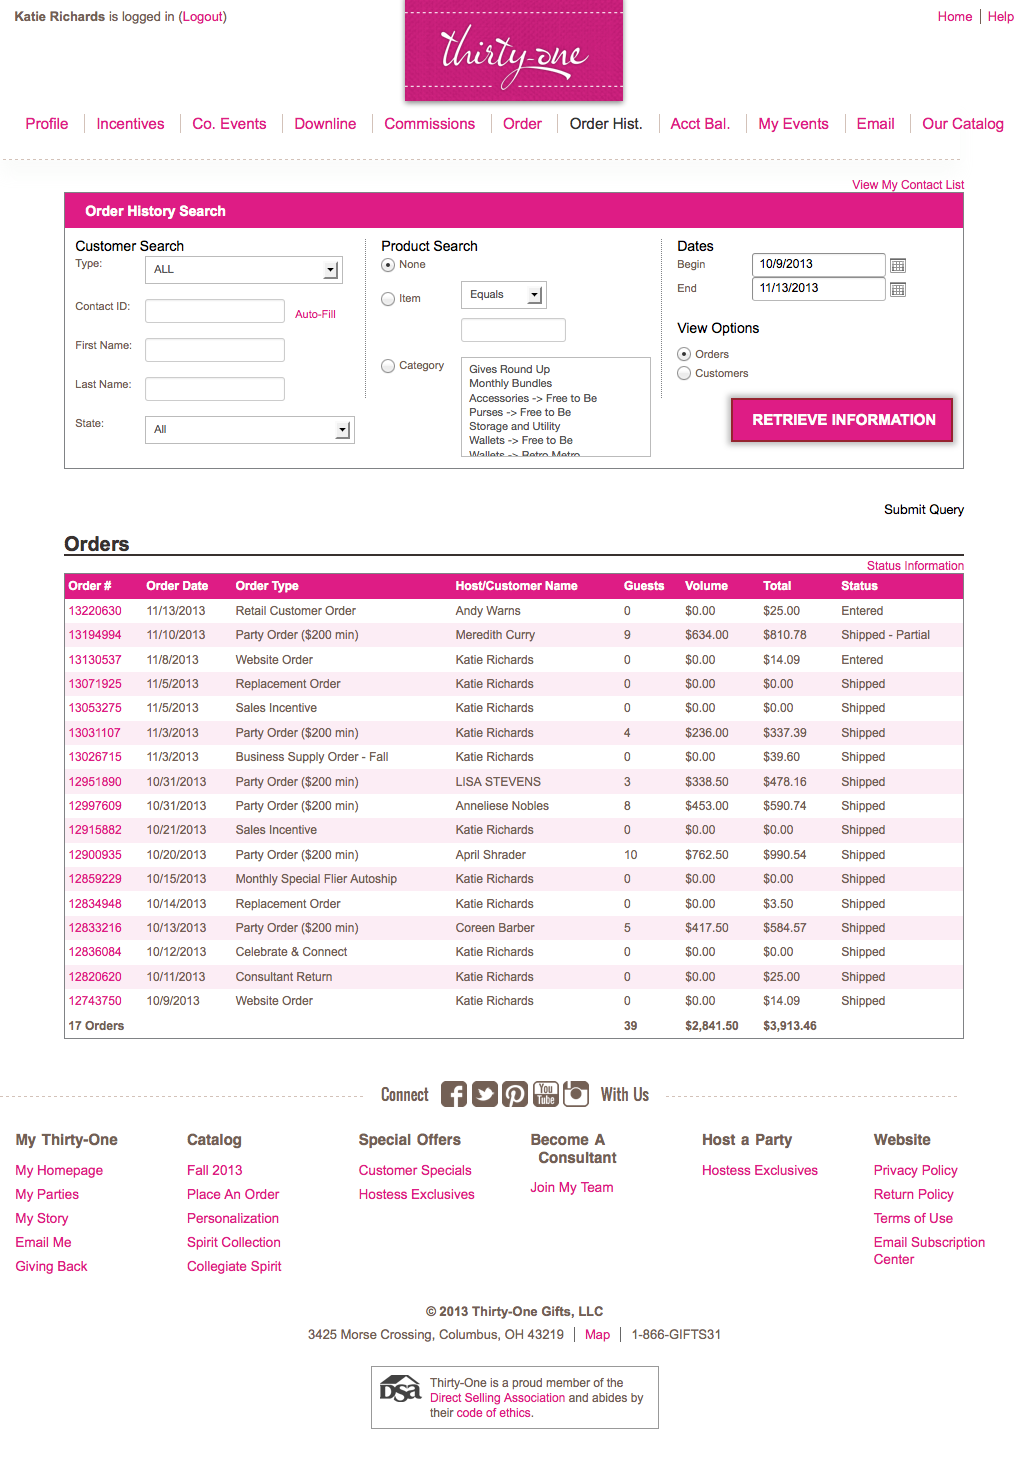 Katie Richards is logged in (Logout)
Home | Help
thirty-one
Profile | Incentives | Co. Events | Downline | Commissions | Order | Order Hist. | Acct Bal. | My Events | Email | Our Catalog
View My Contact List
Order History Search
Customer Search
Type: ALL
Contact ID: Auto-Fill
First Name:
Last Name:
State: All
Product Search
None
Item Equals
Category
Gives Round Up
Monthly Bundles
Accessories -> Free to Be
Purses -> Free to Be
Storage and Utility
Wallets -> Free to Be
Wallets -> Retro Metro
Dates
Begin 10/9/2013
End 11/13/2013
View Options
Orders
Customers
RETRIEVE INFORMATION
Submit Query
Orders
Status Information
Order # Order Date Order Type Host/Customer Name Guests Volume Total Status
13220630 11/13/2013 Retail Customer Order Andy Warns 0 $0.00 $25.00 Entered
13194994 11/10/2013 Party Order ($200 min) Meredith Curry 9 $634.00 $810.78 Shipped - Partial
13130537 11/8/2013 Website Order Katie Richards 0 $0.00 $14.09 Entered
13071925 11/5/2013 Replacement Order Katie Richards 0 $0.00 $0.00 Shipped
13053275 11/5/2013 Sales Incentive Katie Richards 0 $0.00 $0.00 Shipped
13031107 11/3/2013 Party Order ($200 min) Katie Richards 4 $236.00 $337.39 Shipped
13026715 11/3/2013 Business Supply Order - Fall Katie Richards 0 $0.00 $39.60 Shipped
12951890 10/31/2013 Party Order ($200 min) LISA STEVENS 3 $338.50 $478.16 Shipped
12997609 10/31/2013 Party Order ($200 min) Anneliese Nobles 8 $453.00 $590.74 Shipped
12915882 10/21/2013 Sales Incentive Katie Richards 0 $0.00 $0.00 Shipped
12900935 10/20/2013 Party Order ($200 min) April Shrader 10 $762.50 $990.54 Shipped
12859229 10/15/2013 Monthly Special Flier Autoship Katie Richards 0 $0.00 $0.00 Shipped
12834948 10/14/2013 Replacement Order Katie Richards 0 $0.00 $3.50 Shipped
12833216 10/13/2013 Party Order ($200 min) Coreen Barber 5 $417.50 $584.57 Shipped
12836084 10/12/2013 Celebrate & Connect Katie Richards 0 $0.00 $0.00 Shipped
12820620 10/11/2013 Consultant Return Katie Richards 0 $0.00 $25.00 Shipped
12743750 10/9/2013 Website Order Katie Richards 0 $0.00 $14.09 Shipped
17 Orders 39 $2,841.50 $3,913.46
Connect You Tube With Us
My Thirty-One
My Homepage
My Parties
My Story
Email Me
Giving Back
Catalog
Fall 2013
Place An Order
Personalization
Spirit Collection
Collegiate Spirit
Special Offers
Customer Specials
Hostess Exclusives
Become A
Consultant
Join My Team
Host a Party
Hostess Exclusives
Website
Privacy Policy
Return Policy
Terms of Use
Email Subscription
Center
© 2013 Thirty-One Gifts, LLC
3425 Morse Crossing, Columbus, OH 43219 | Map | 1-866-GIFTS31
DSA
Thirty-One is a proud member of the
Direct Selling Association and abides by
their code of ethics.